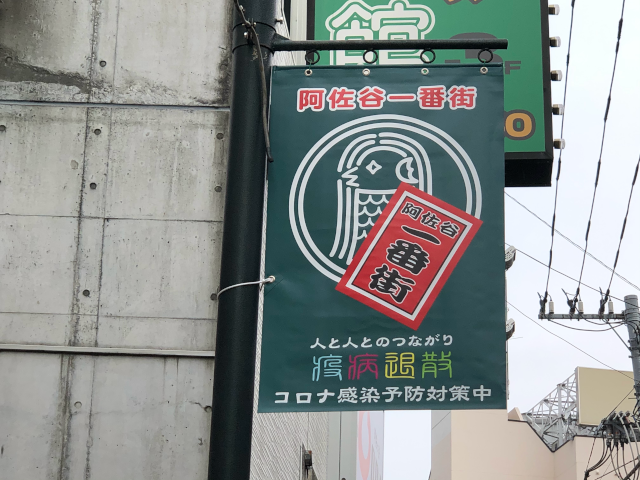 館
F
0
阿佐谷一番街
阿佐谷
一番街
人と人とのつながり
疫病退散
コロナ感染予防対策中